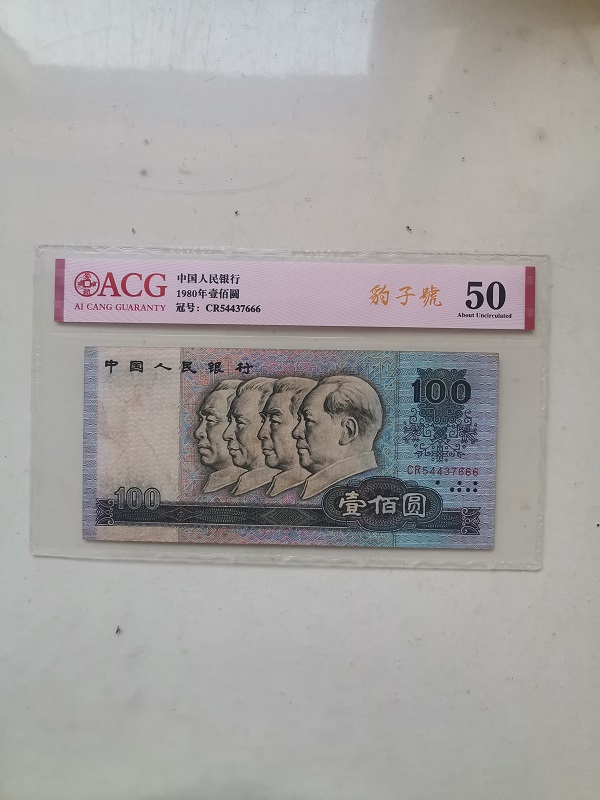 ACG
AI CANG GUARANTY
中国人民银行
1980年壹佰圓
冠号：CR54437666
豹子號
50
About Uncirculated
中国人民银行
100
CR54437666
100
壹佰圆